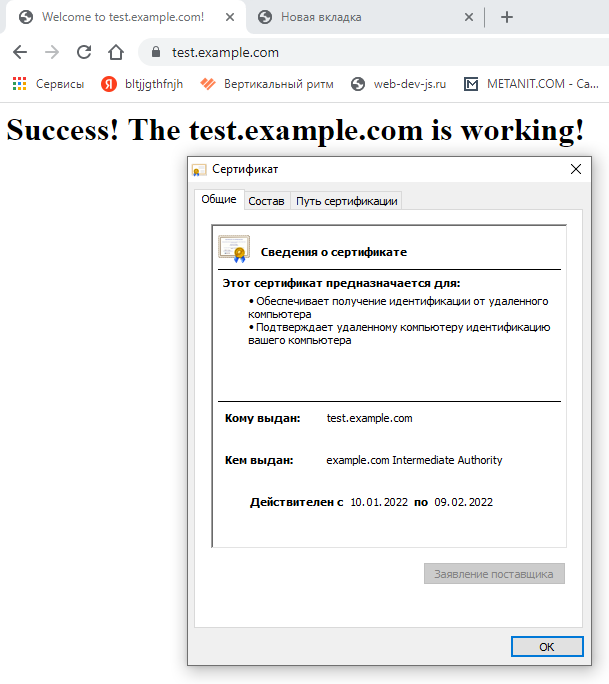 Welcome to test.example.com!
Новая вкладка
test.example.com
Сервисы
bltjjgthfnjh
Вертикальный ритм
web-dev-js.ru
METANIT.COM - Са...
Success! The test.example.com is working!
Сертификат
Общие
Состав
Путь сертификации
Сведения о сертификате
Этот сертификат предназначается для:
• Обеспечивает получение идентификации от удаленного
компьютера
• Подтверждает удаленному компьютеру идентификацию
вашего компьютера
Кому выдан: test.example.com
Кем выдан: example.com Intermediate Authority
Действителен с 10.01.2022 по 09.02.2022
Заявление поставщика
ОК